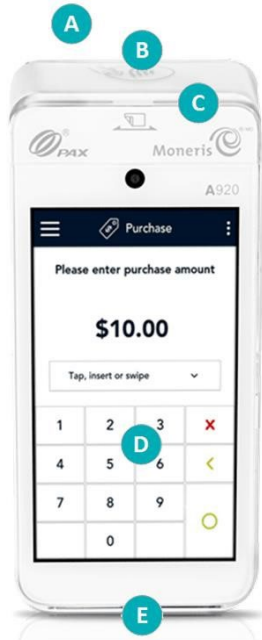 A
B
C
PAX
Moneris
A920
Purchase
Please enter purchase amount
$10.00
Tap, insert or swipe
1 2 3 X
4 5 D 6 <
7 8 9
0
E